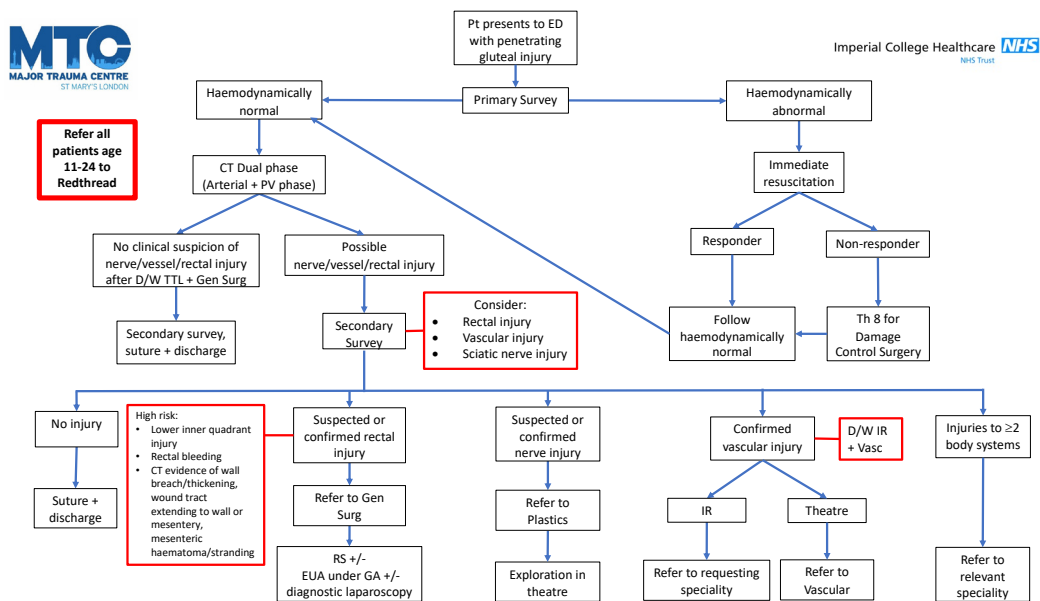 MTC
MAJOR TRAUMA CENTRE
ST MARY'S LONDON
Pt presents to ED
with penetrating
gluteal injury
Imperial College Healthcare NHS
NHS Trust
Haemodynamically
normal
Primary Survey
Haemodynamically
abnormal
Refer all
patients age
11-24 to
Redthread
CT Dual phase
(Arterial + PV phase)
Immediate
resuscitation
No clinical suspicion of
nerve/vessel/rectal injury
after D/W TTL + Gen Surg
Possible
nerve/vessel/rectal injury
Responder
Non-responder
Secondary survey,
suture + discharge
Secondary
Survey
Consider:
• Rectal injury
• Vascular injury
• Sciatic nerve injury
Follow
haemodynamically
normal
Th 8 for
Damage
Control Surgery
No injury
High risk:
• Lower inner quadrant
injury
• Rectal bleeding
• CT evidence of wall
breach/thickening,
wound tract
extending to wall or
mesentery,
mesenteric
haematoma/stranding
Suspected or
confirmed rectal
injury
Suspected or
confirmed nerve
injury
Confirmed
vascular injury
D/W IR
+ Vasc
Injuries to ≥2
body systems
Suture +
discharge
Refer to Gen
Surg
Refer to
Plastics
IR
Theatre
RS +/-
EUA under GA +/-
diagnostic laparoscopy
Exploration in
theatre
Refer to requesting
speciality
Refer to
Vascular
Refer to
relevant
speciality